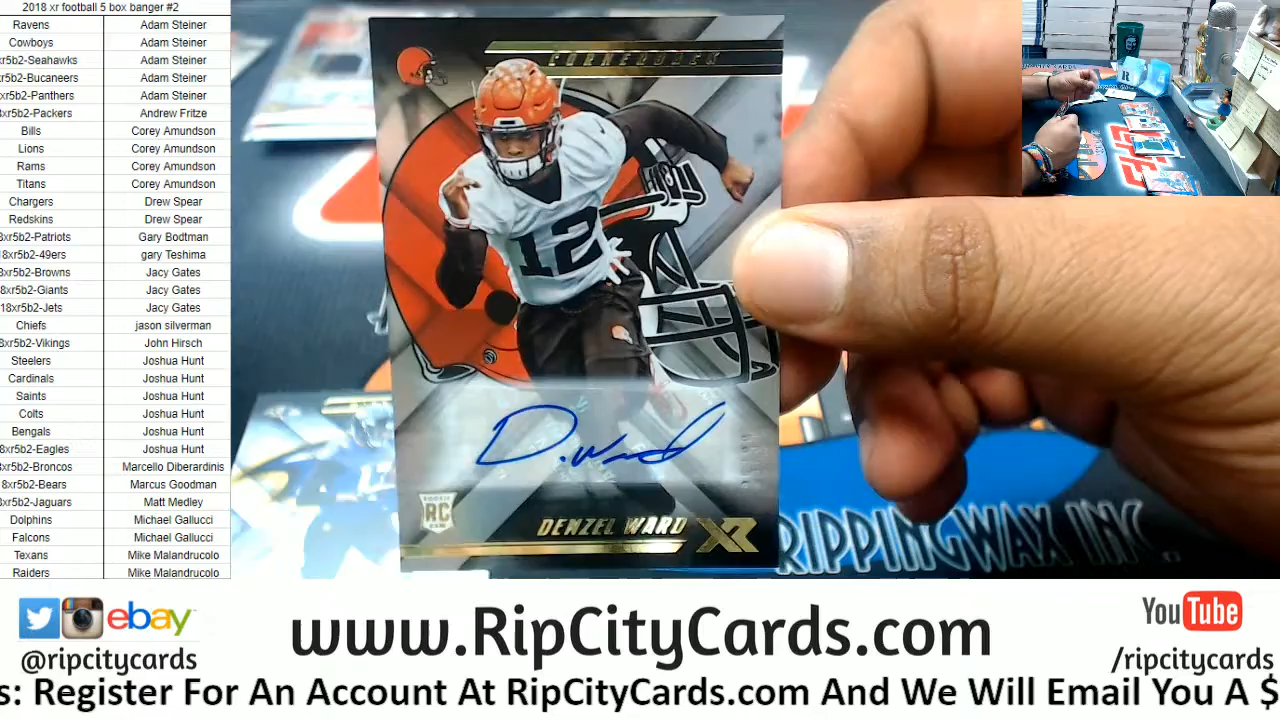 2018 xr football 5 box banger #2
Ravens Adam Steiner
Cowboys Adam Steiner
xr5b2-Seahawks Adam Steiner
xr5b2-Bucaneers Adam Steiner
xr5b2-Panthers Adam Steiner
8xr5b2-Packers Andrew Fritze
Bills Corey Amundson
Lions Corey Amundson
Rams Corey Amundson
Titans Corey Amundson
Chargers Drew Spear
Redskins Drew Spear
8xr5b2-Patriots Gary Bodtman
18xr5b2-49ers gary Teshima
8xr5b2-Browns Jacy Gates
8xr5b2-Giants Jacy Gates
18xr5b2-Jets Jacy Gates
Chiefs jason silverman
8xr5b2-Vikings John Hirsch
Steelers Joshua Hunt
Cardinals Joshua Hunt
Saints Joshua Hunt
Colts Joshua Hunt
Bengals Joshua Hunt
8xr5b2-Eagles Joshua Hunt
xr5b2-Broncos Marcello Diberardinis
8xr5b2-Bears Marcus Goodman
xr5b2-Jaguars Matt Medley
Dolphins Michael Gallucci
Falcons Michael Gallucci
Texans Mike Malandrucolo
Raiders Mike Malandrucolo
CORNERBACK
12
D. Ward
RC
DENZEL WARD XR
RIPPINGWAX INC.
ebay
@ripcitycards
www.RipCityCards.com
YouTube
/ripcitycards
s: Register For An Account At RipCityCards.com And We Will Email You A $